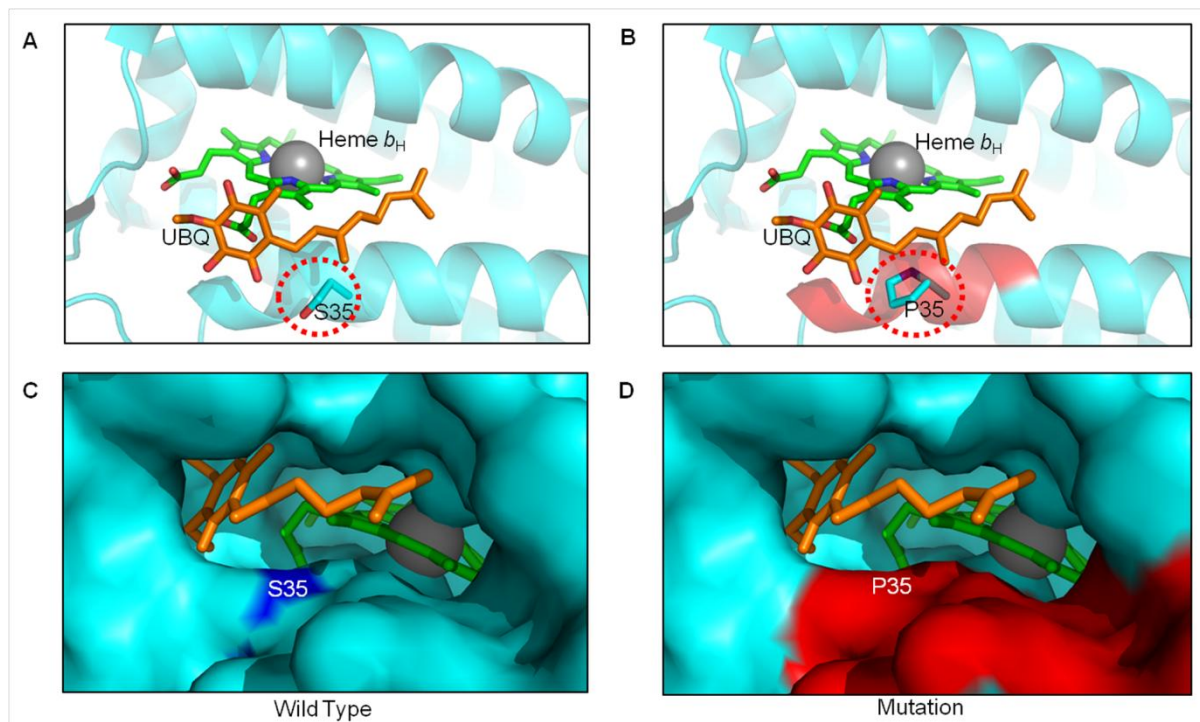 A
B
Heme bH
Heme bH
UBQ
UBQ
S35
P35
C
D
S35
P35
Wild Type
Mutation